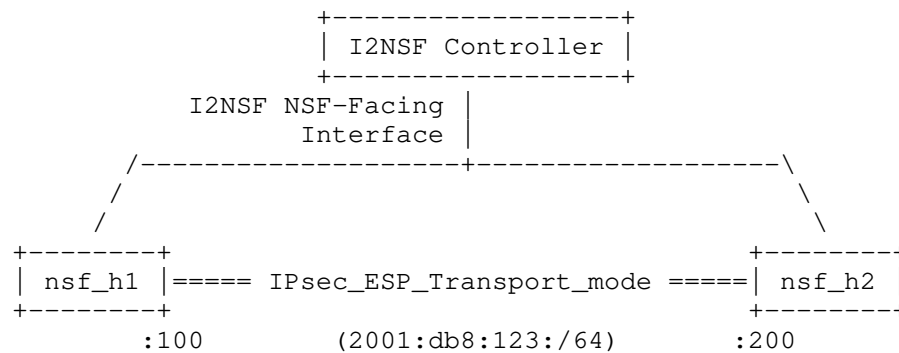 I2NSF Controller
I2NSF NSF-Facing
Interface
nsf_h1 ===== IPsec_ESP_Transport_mode ===== nsf_h2
:100 (2001:db8:123:/64) :200